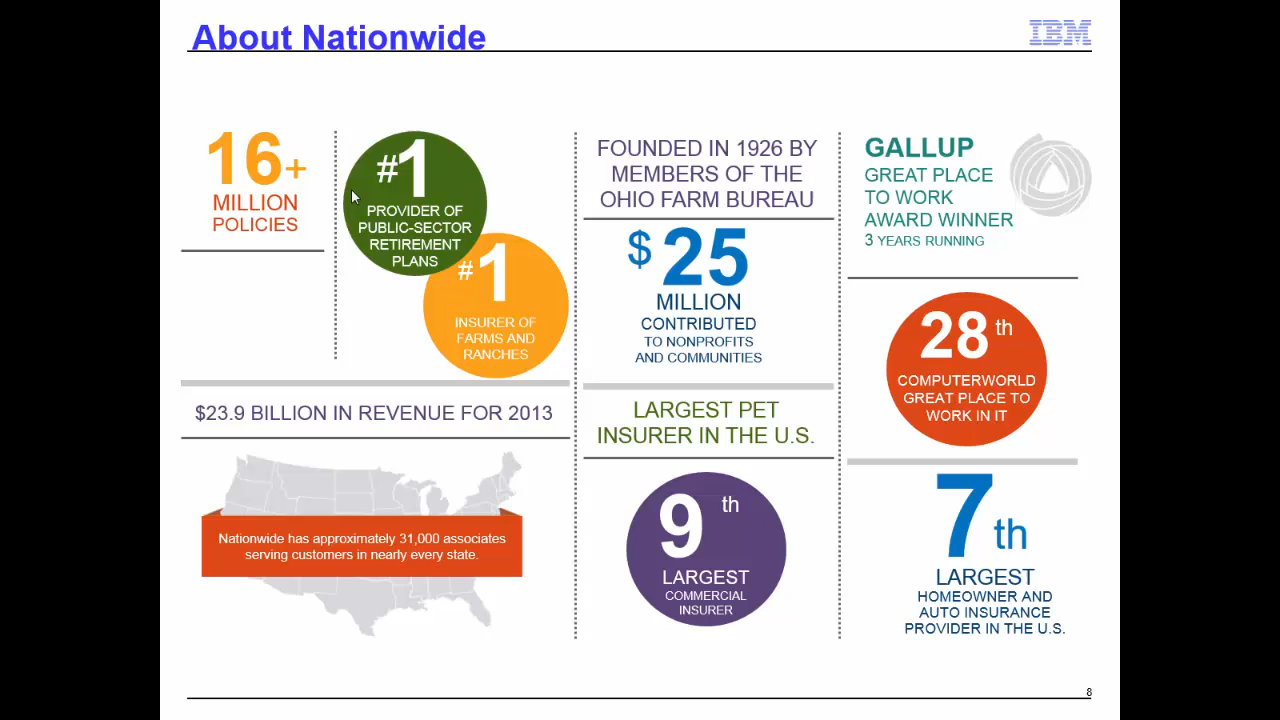 About Nationwide
IBM
16+
MILLION
POLICIES
#1
PROVIDER OF
PUBLIC-SECTOR
RETIREMENT
PLANS
#1
INSURER OF
FARMS AND
RANCHES
$23.9 BILLION IN REVENUE FOR 2013
Nationwide has approximately 31,000 associates
serving customers in nearly every state.
FOUNDED IN 1926 BY
MEMBERS OF THE
OHIO FARM BUREAU
$25
MILLION
CONTRIBUTED
TO NONPROFITS
AND COMMUNITIES
LARGEST PET
INSURER IN THE U.S.
9th
LARGEST
COMMERCIAL
INSURER
GALLUP
GREAT PLACE
TO WORK
AWARD WINNER
3 YEARS RUNNING
28th
COMPUTERWORLD
GREAT PLACE TO
WORK IN IT
7th
LARGEST
HOMEOWNER AND
AUTO INSURANCE
PROVIDER IN THE U.S.
8